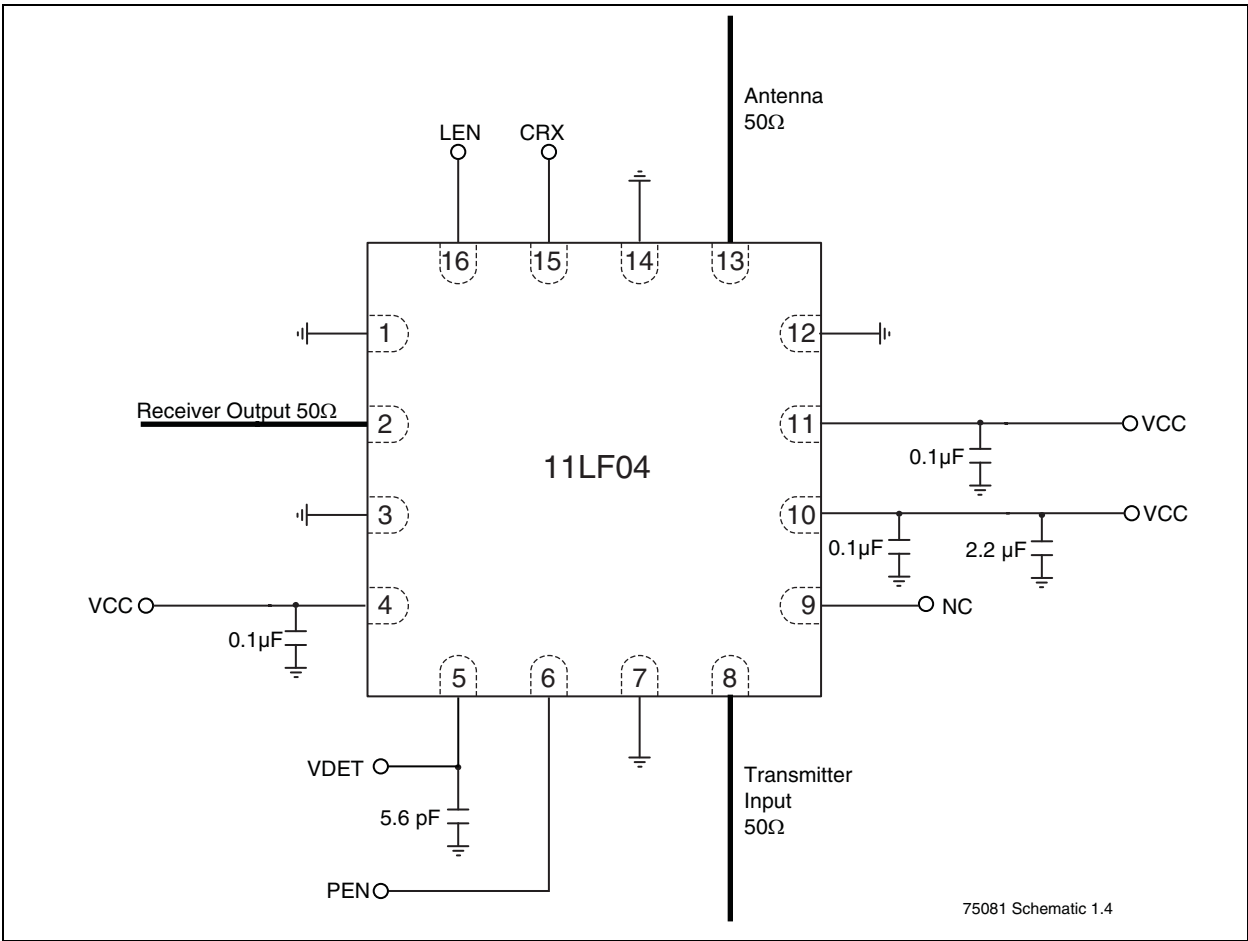 Antenna
50Ω
LEN CRX
16 15 14 13
1 12
Receiver Output 50Ω
2 11 VCC
0.1µF
11LF04
3 10 VCC
0.1µF 2.2 µF
VCC 4 9 NC
0.1µF
5 6 7 8
VDET
5.6 pF
Transmitter
Input
50Ω
PEN
75081 Schematic 1.4